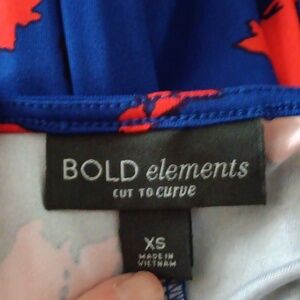 BOLD elements
CUT TO CURVE
XS
MADE IN
VIETNAM